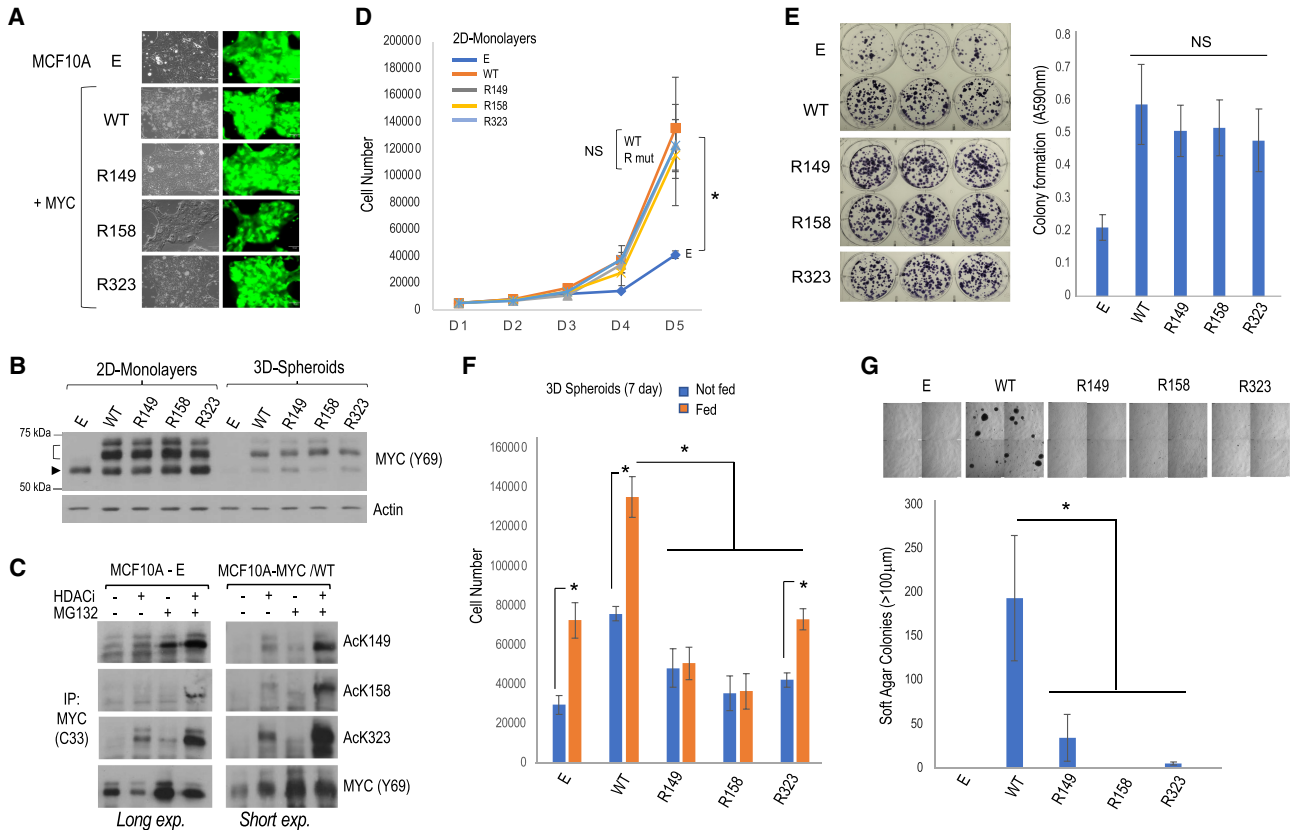 A
MCF10A
E
+ MYC
WT
R149
R158
R323
B
2D-Monolayers
3D-Spheroids
E
WT
R149
R158
R323
E
WT
R149
R158
R323
75 kDa
50 kDa
MYC (Y69)
Actin
C
MCF10A - E
MCF10A-MYC /WT
HDACi
- + - +
- + - +
MG132
- - + +
- - + +
IP:
MYC
(C33)
AcK149
AcK158
AcK323
MYC (Y69)
Long exp.
Short exp.
D
2D-Monolayers
E
WT
R149
R158
R323
Cell Number
200000
180000
160000
140000
120000
100000
80000
60000
40000
20000
0
D 1
D 2
D 3
D 4
D 5
NS
WT
R mut
*
E
E
E
WT
R149
R158
R323
Colony formation (A590nm)
0.8
0.7
0.6
0.5
0.4
0.3
0.2
0.1
0
NS
E
WT
R149
R158
R323
F
3D Spheroids (7 day)
Not fed
Fed
Cell Number
160000
140000
120000
100000
80000
60000
40000
20000
0
*
*
*
*
E
WT
R149
R158
R323
G
E
WT
R149
R158
R323
Soft Agar Colonies (>100μm)
300
250
200
150
100
50
0
*
E
WT
R149
R158
R323